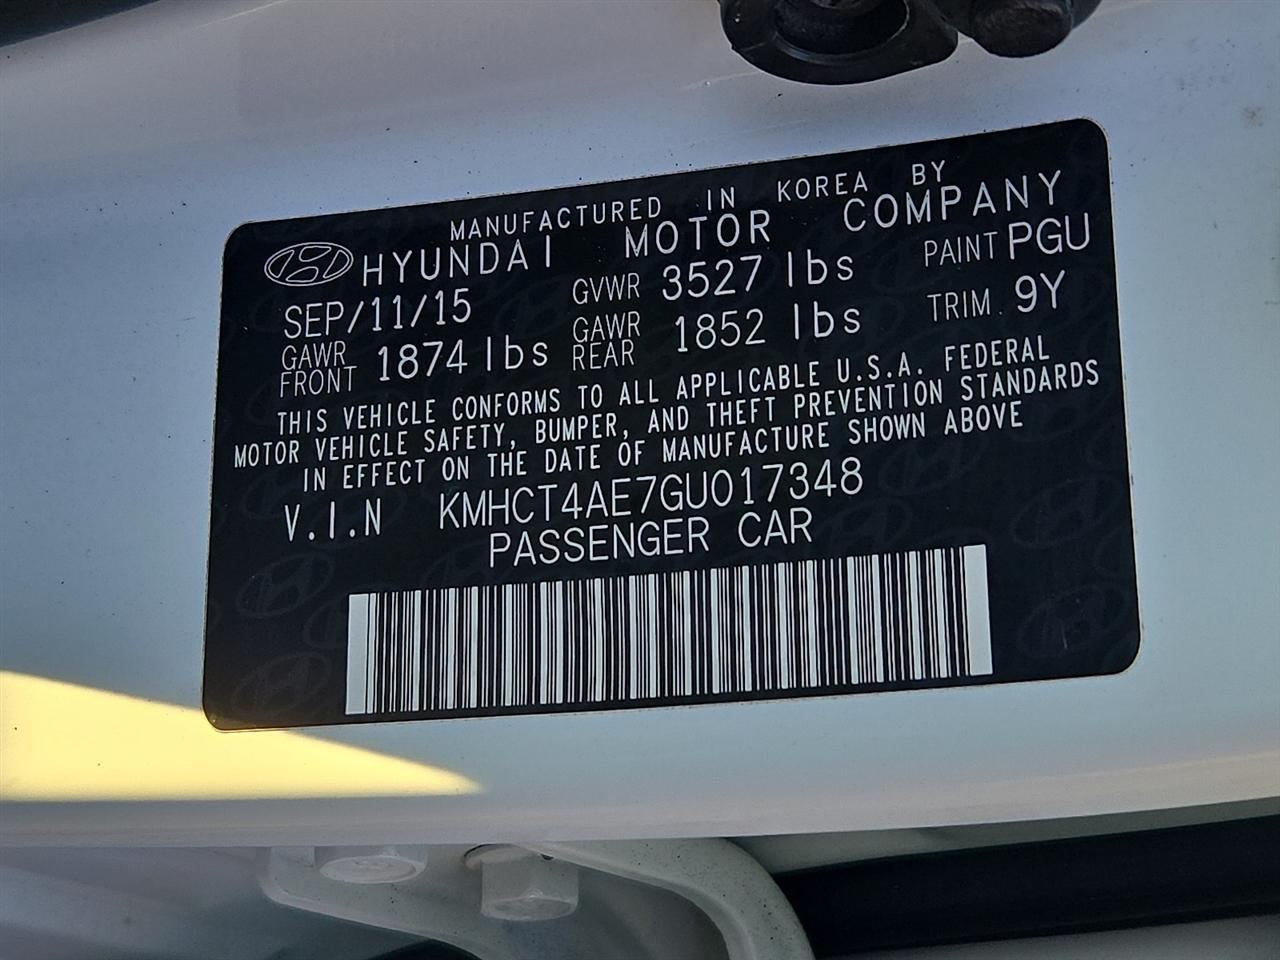 MANUFACTURED IN KOREA BY
HYUNDAI MOTOR COMPANY
SEP/11/15 GVWR 3527 lbs PAINT PGU
GAWR FRONT 1874 lbs GAWR REAR 1852 lbs TRIM. 9Y
THIS VEHICLE CONFORMS TO ALL APPLICABLE U.S.A. FEDERAL
MOTOR VEHICLE SAFETY, BUMPER, AND THEFT PREVENTION STANDARDS
IN EFFECT ON THE DATE OF MANUFACTURE SHOWN ABOVE
V.I.N KMHCT4AE7GU017348
PASSENGER CAR